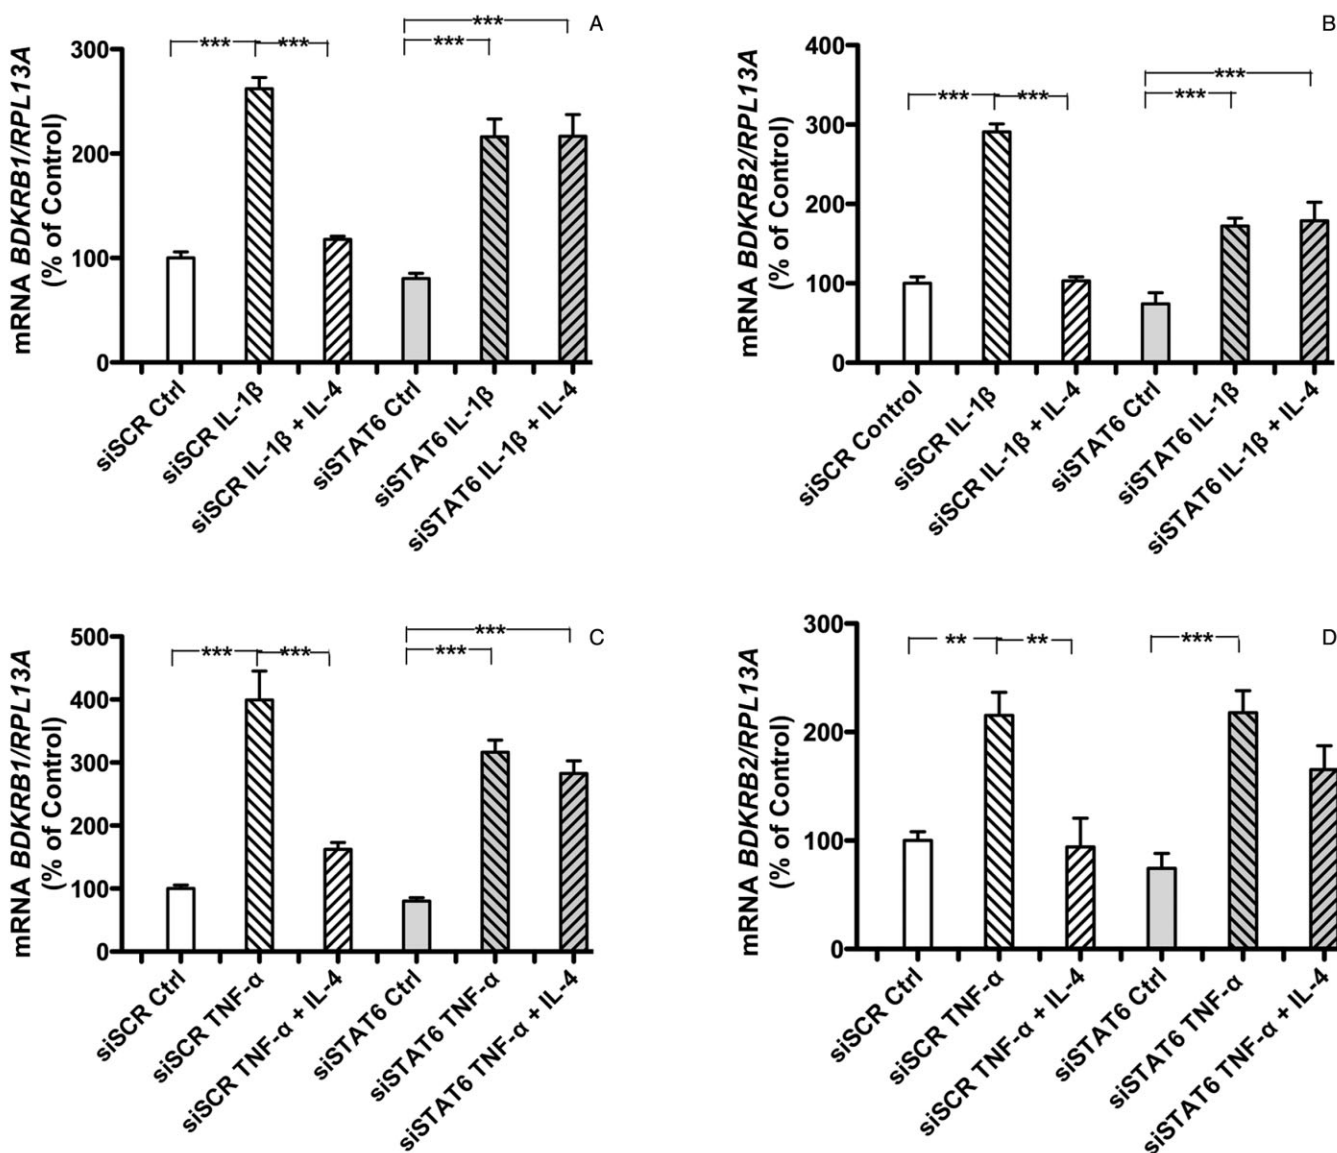 A
*** *** *** ***
mRNA BDKRB1/RPL13A
(% of Control)
300
200
100
0
siSCR Ctrl
siSCR IL-1β
siSCR IL-1β + IL-4
siSTAT6 Ctrl
siSTAT6 IL-1β
siSTAT6 IL-1β + IL-4
B
*** *** *** ***
mRNA BDKRB2/RPL13A
(% of Control)
400
300
200
100
0
siSCR Control
siSCR IL-1β
siSCR IL-1β + IL-4
siSTAT6 Ctrl
siSTAT6 IL-1β
siSTAT6 IL-1β + IL-4
C
*** *** *** ***
mRNA BDKRB1/RPL13A
(% of Control)
500
400
300
200
100
0
siSCR Ctrl
siSCR TNF-α
siSCR TNF-α + IL-4
siSTAT6 Ctrl
siSTAT6 TNF-α
siSTAT6 TNF-α + IL-4
D
** ** ***
mRNA BDKRB2/RPL13A
(% of Control)
300
200
100
0
siSCR Ctrl
siSCR TNF-α
siSCR TNF-α + IL-4
siSTAT6 Ctrl
siSTAT6 TNF-α
siSTAT6 TNF-α + IL-4